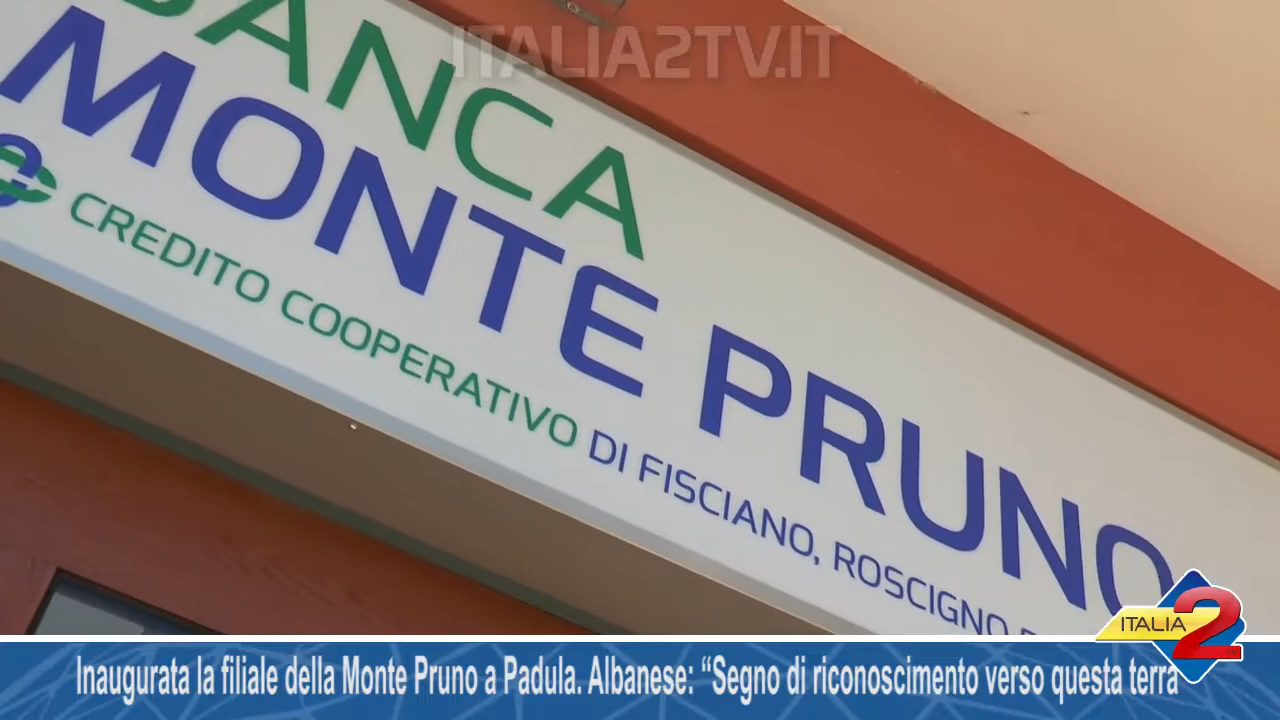 ITALIA2TV.IT
BANCA
MONTE PRUNO
CREDITO COOPERATIVO DI FISCIANO, ROSCIGNO
ITALIA 2
Inaugurata la filiale della Monte Pruno a Padula. Albanese: “Segno di riconoscimento verso questa terra